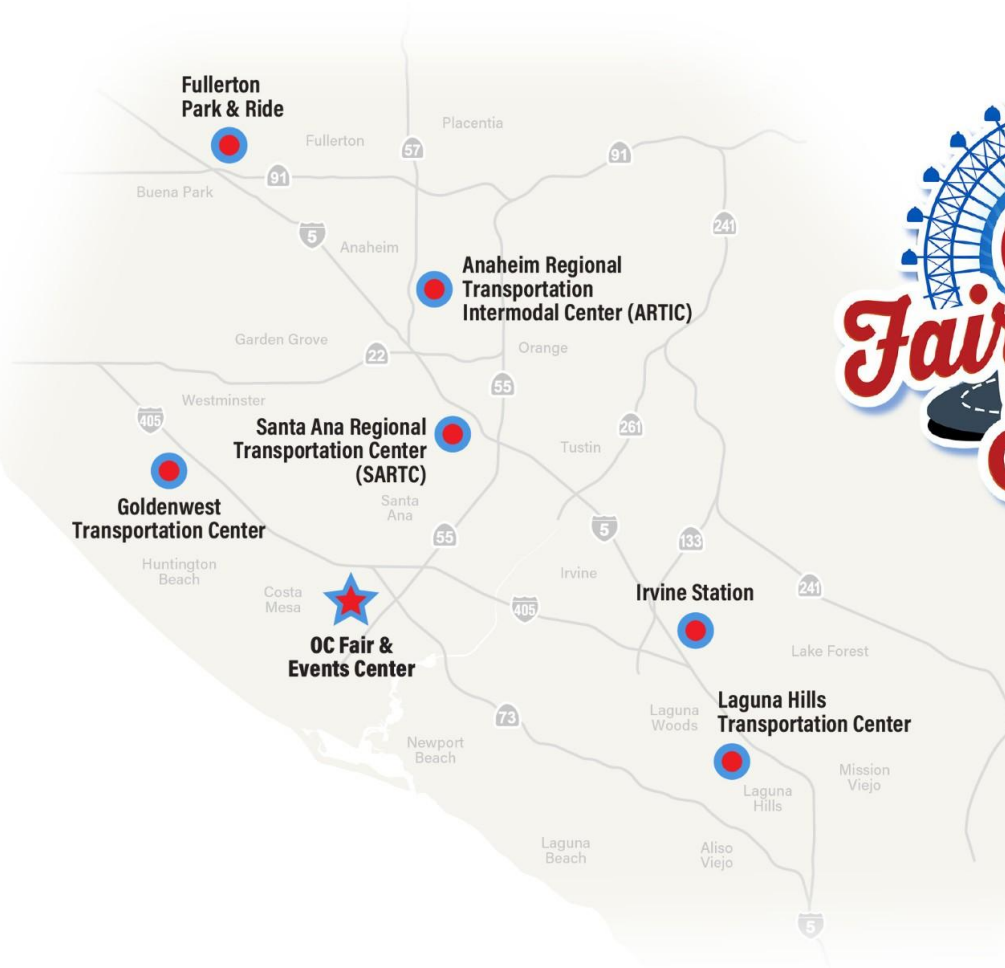 Fullerton
Park & Ride
Fullerton
Placentia
57
91
91
Buena Park
241
5
Anaheim
Anaheim Regional
Transportation
Intermodal Center (ARTIC)
Fair
Garden Grove
22
Orange
55
Westminster
405
261
Santa Ana Regional
Transportation Center
(SARTC)
Tustin
Goldenwest
Transportation Center
Santa
Ana
55
5
133
Huntington
Beach
Costa
Mesa
405
Irvine
Irvine Station
241
OC Fair &
Events Center
Lake Forest
73
Laguna
Woods
Laguna Hills
Transportation Center
Newport
Beach
Mission
Viejo
Laguna
Hills
Laguna
Beach
Aliso
Viejo
5